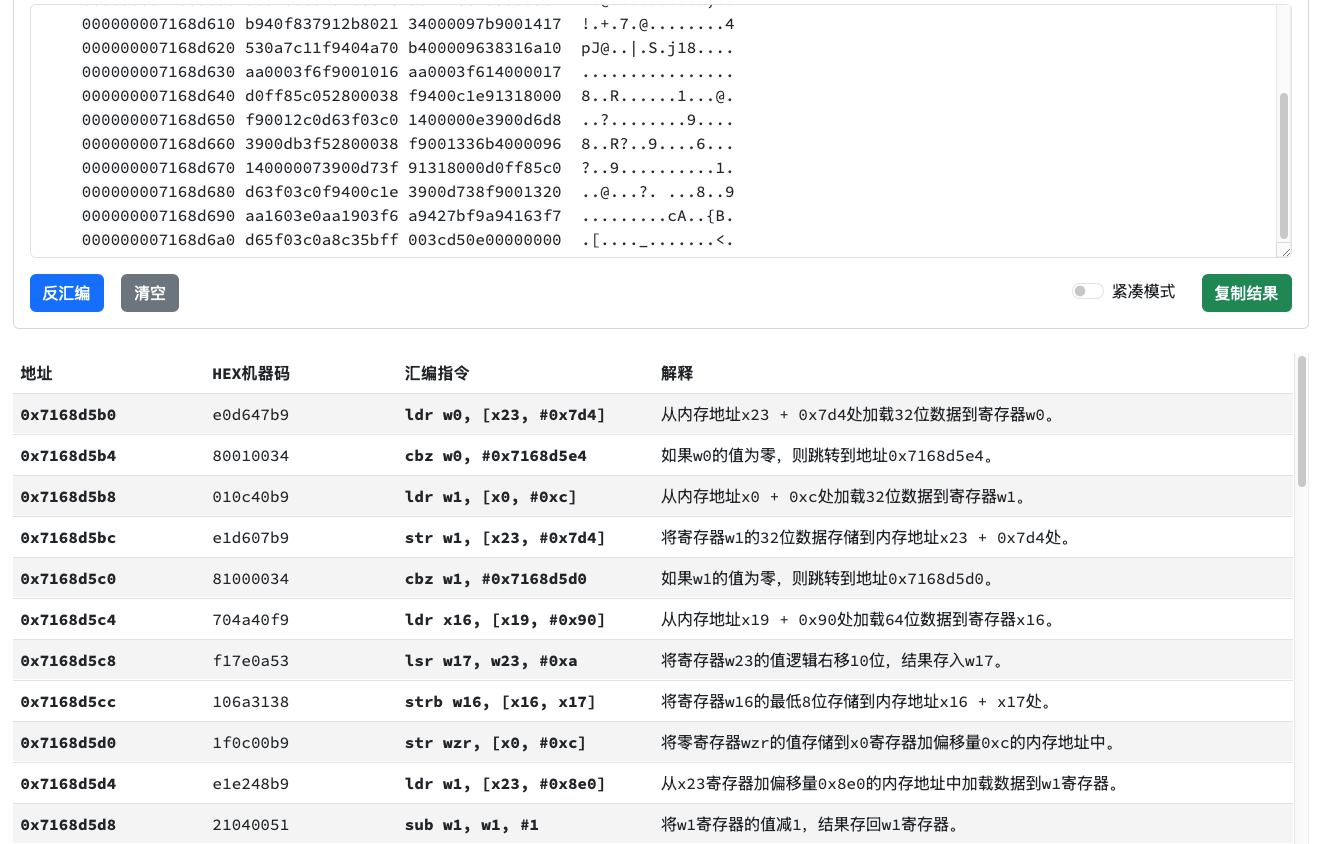 000000007168d610 b940f837912b8021 34000097b9001417 !.+.7.@........4
000000007168d620 530a7c11f9404a70 b400009638316a10 pJ@..|.S.j18....
000000007168d630 aa0003f6f9001016 aa0003f614000017 ................
000000007168d640 d0ff85c052800038 f9400c1e91318000 8..R......1...@.
000000007168d650 f90012c0d63f03c0 1400000e3900d6d8 ..?........9....
000000007168d660 3900db3f52800038 f9001336b4000096 8..R?..9....6...
000000007168d670 140000073900d73f 91318000d0ff85c0 ?..9..........1.
000000007168d680 d63f03c0f9400c1e 3900d738f9001320 ..@...?. ...8..9
000000007168d690 aa1603e0aa1903f6 a9427bf9a94163f7 .........cA..{B.
000000007168d6a0 d65f03c0a8c35bff 003cd50e00000000 .[...._.......<.
反汇编 清空 紧凑模式 复制结果
地址 HEX机器码 汇编指令 解释
0x7168d5b0 e0d647b9 ldr w0, [x23, #0x7d4] 从内存地址x23 + 0x7d4处加载32位数据到寄存器w0。
0x7168d5b4 80010034 cbz w0, #0x7168d5e4 如果w0的值为零，则跳转到地址0x7168d5e4。
0x7168d5b8 010c40b9 ldr w1, [x0, #0xc] 从内存地址x0 + 0xc处加载32位数据到寄存器w1。
0x7168d5bc e1d607b9 str w1, [x23, #0x7d4] 将寄存器w1的32位数据存储到内存地址x23 + 0x7d4处。
0x7168d5c0 81000034 cbz w1, #0x7168d5d0 如果w1的值为零，则跳转到地址0x7168d5d0。
0x7168d5c4 704a40f9 ldr x16, [x19, #0x90] 从内存地址x19 + 0x90处加载64位数据到寄存器x16。
0x7168d5c8 f17e0a53 lsr w17, w23, #0xa 将寄存器w23的值逻辑右移10位，结果存入w17。
0x7168d5cc 106a3138 strb w16, [x16, x17] 将寄存器w16的最低8位存储到内存地址x16 + x17处。
0x7168d5d0 1f0c00b9 str wzr, [x0, #0xc] 将零寄存器wzr的值存储到x0寄存器加偏移量0xc的内存地址中。
0x7168d5d4 e1e248b9 ldr w1, [x23, #0x8e0] 从x23寄存器加偏移量0x8e0的内存地址中加载数据到w1寄存器。
0x7168d5d8 21040051 sub w1, w1, #1 将w1寄存器的值减1，结果存回w1寄存器。